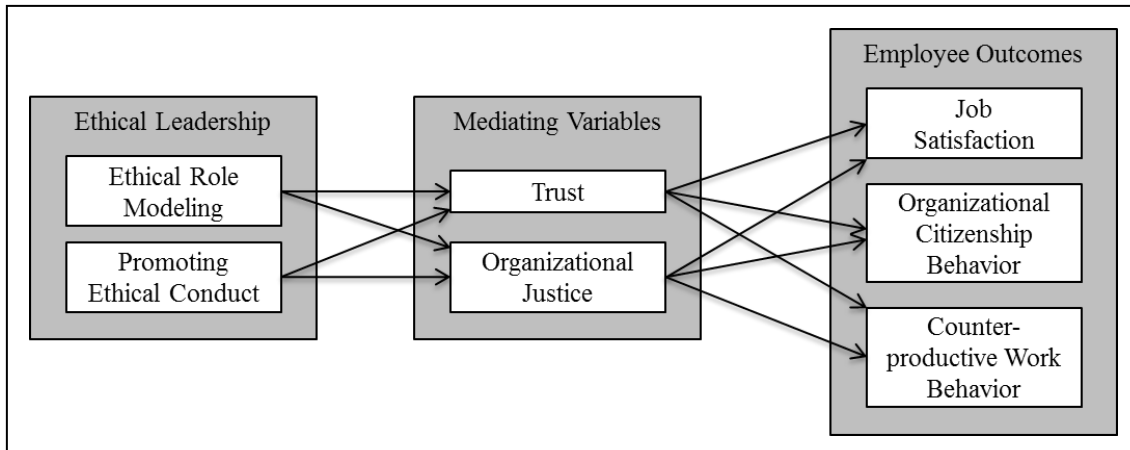 Ethical Leadership
Ethical Role
Modeling
Promoting
Ethical Conduct
Mediating Variables
Trust
Organizational
Justice
Employee Outcomes
Job
Satisfaction
Organizational
Citizenship
Behavior
Counter-
productive Work
Behavior